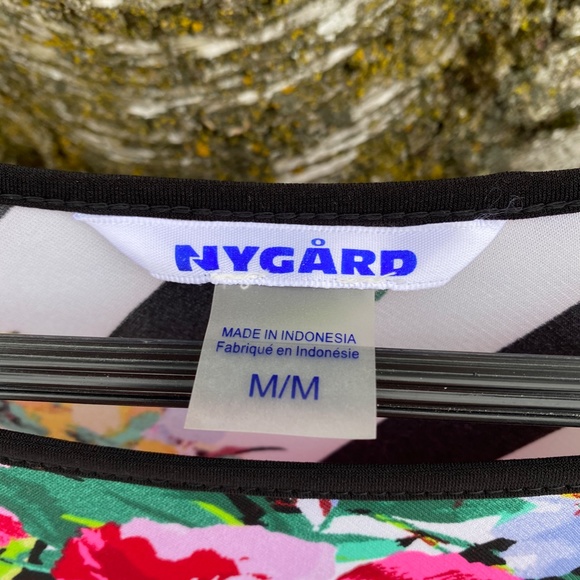 NYGÅRD
MADE IN INDONESIA
Fabriqué en Indonésie
M/M